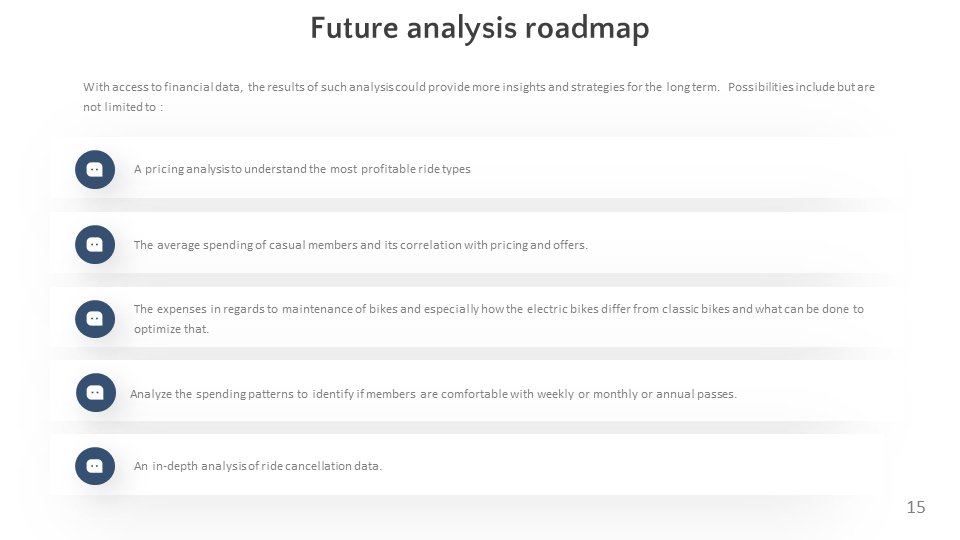 Future analysis roadmap
With access to financial data, the results of such analysis could provide more insights and strategies for the long term. Possibilities include but are
not limited to :
A pricing analysis to understand the most profitable ride types
The average spending of casual members and its correlation with pricing and offers.
The expenses in regards to maintenance of bikes and especially how the electric bikes differ from classic bikes and what can be done to
optimize that.
Analyze the spending patterns to identify if members are comfortable with weekly or monthly or annual passes.
An in-depth analysis of ride cancellation data.
15